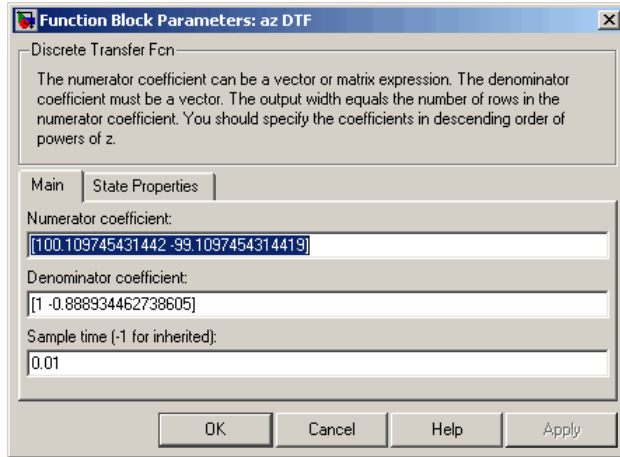 Function Block Parameters: az DTF
Discrete Transfer Fcn
The numerator coefficient can be a vector or matrix expression. The denominator
coefficient must be a vector. The output width equals the number of rows in the
numerator coefficient. You should specify the coefficients in descending order of
powers of z.
Main State Properties
Numerator coefficient:
[100.109745431442 -99.1097454314419]
Denominator coefficient:
[1 -0.888934462738605]
Sample time (-1 for inherited):
0.01
OK Cancel Help Apply